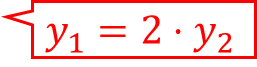 y₁ = 2 · y₂